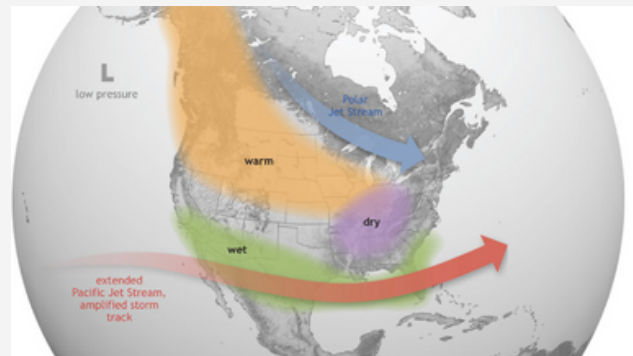 L
low pressure
Polar
Jet Stream
warm
dry
wet
extended
Pacific Jet Stream,
amplified storm
track